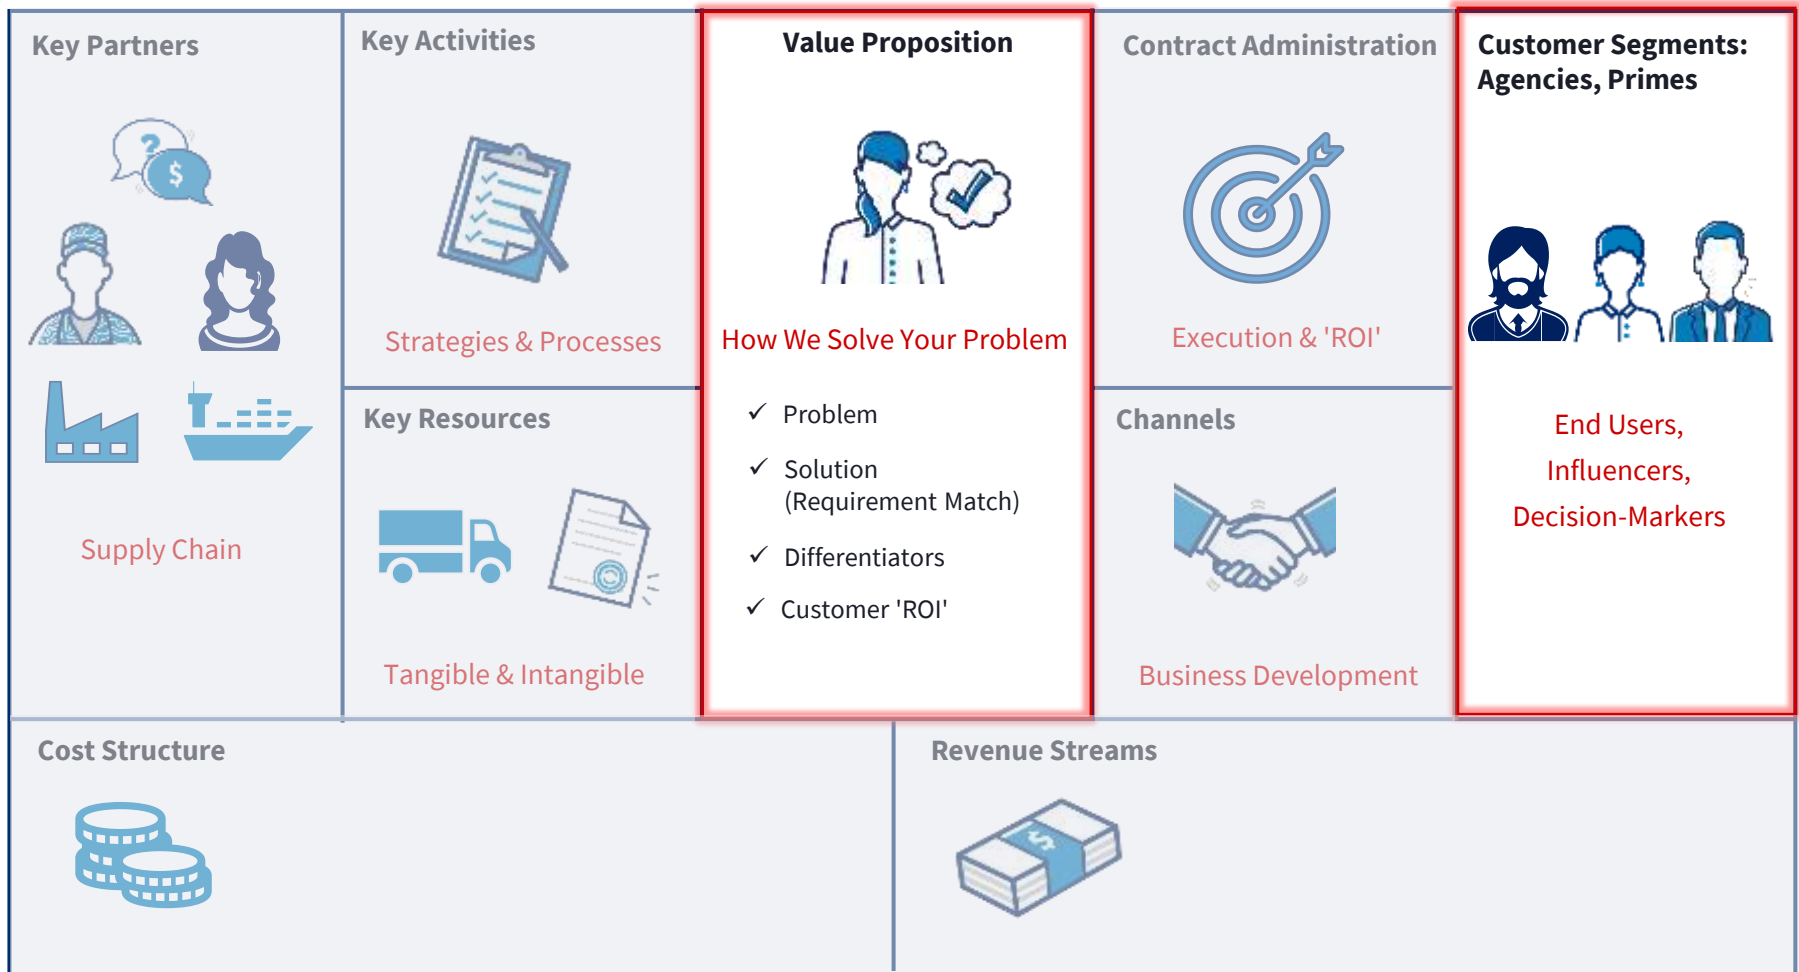 Key Partners
?
$
Supply Chain
Key Activities
Strategies & Processes
Key Resources
©
Tangible & Intangible
Value Proposition
How We Solve Your Problem
✓ Problem
✓ Solution
(Requirement Match)
✓ Differentiators
✓ Customer 'ROI'
Contract Administration
Execution & 'ROI'
Channels
Business Development
Customer Segments:
Agencies, Primes
End Users,
Influencers,
Decision-Markers
Cost Structure
Revenue Streams
$